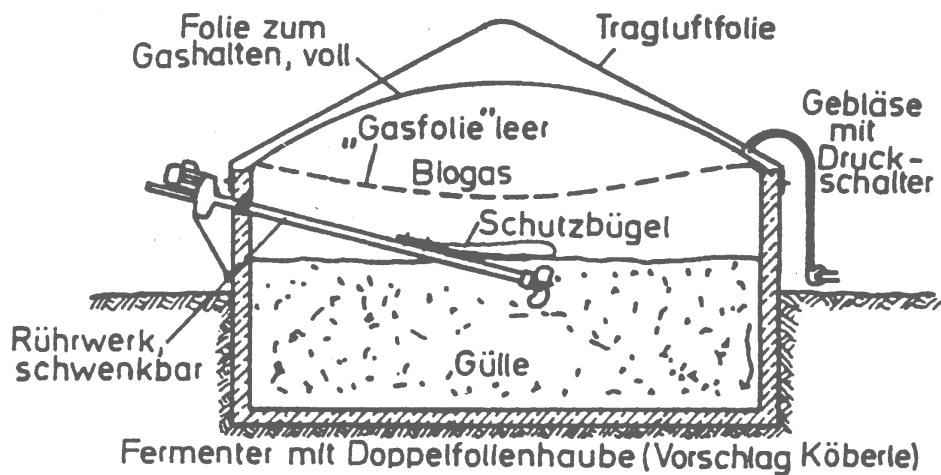 Folie zum
Gashalten, voll
Tragluftfolie
„Gasfolie" leer
Biogas
Gebläse
mit
Druck-
schalter
Schutzbügel
Rührwerk,
schwenkbar
Gülle
Fermenter mit Doppelfolienhaube (Vorschlag Köberle)